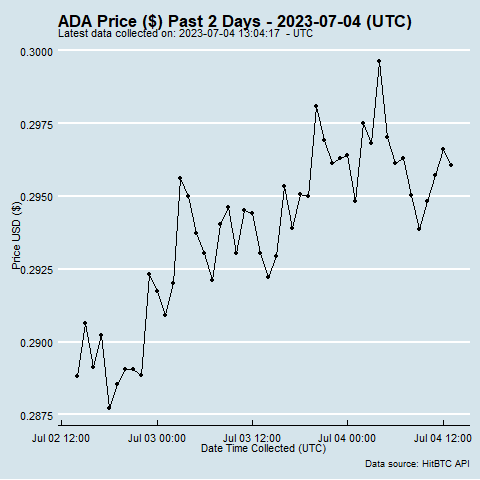 ADA Price ($) Past 2 Days - 2023-07-04 (UTC)
Latest data collected on: 2023-07-04 13:04:17 - UTC
0.3000
0.2975
0.2950
0.2925
0.2900
0.2875
Price USD ($)
Jul 02 12:00 Jul 03 00:00 Jul 03 12:00 Jul 04 00:00 Jul 04 12:00
Date Time Collected (UTC)
Data source: HitBTC API